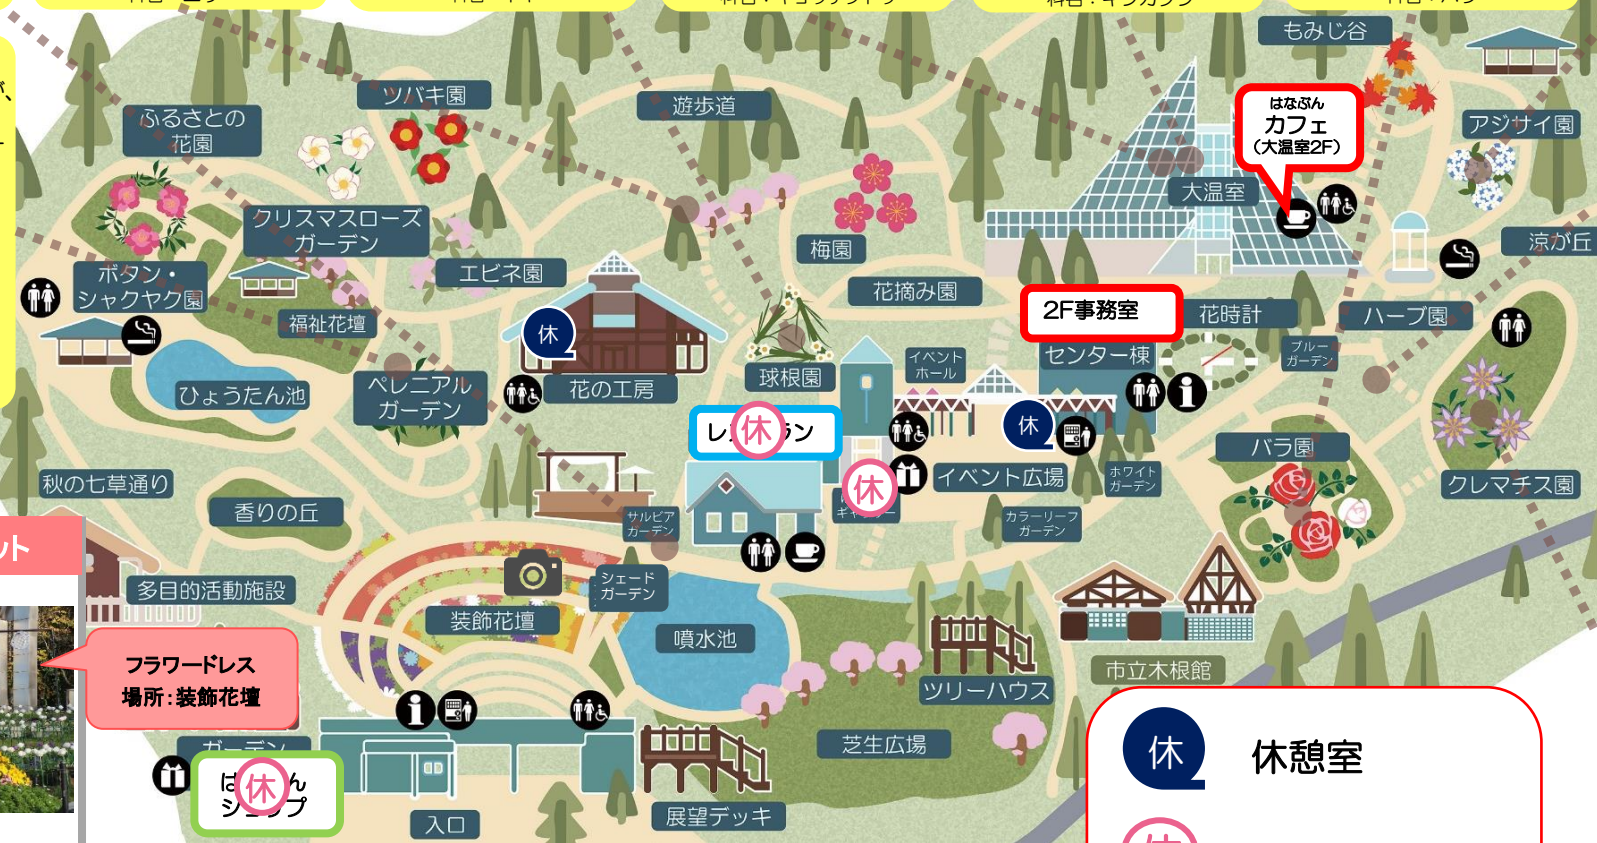 もみじ谷
ツバキ園
遊歩道
ふるさとの
花園
はなぶん
カフェ
(大温室2F)
アジサイ園
大温室
クリスマスローズ
ガーデン
梅園
涼が丘
エビネ園
ボタン・
シャクヤク園
花摘み園
2F事務室
花時計
ハーブ園
福祉花壇
休
センター棟
ブルー
ガーデン
イベント
ホール
球根園
花の工房
ひょうたん池
ペレニアル
ガーデン
休
休
バラ園
秋の七草通り
イベント広場
ホワイト
ガーデン
クレマチス園
休
香りの丘
サルビア
ガーデン
カラーリーフ
ガーデン
ット
多目的活動施設
シェード
ガーデン
装飾花壇
噴水池
フラワードレス
場所:装飾花壇
市立木根館
ツリーハウス
ガーデン
芝生広場
休 休憩室
休
展望デッキ
入口